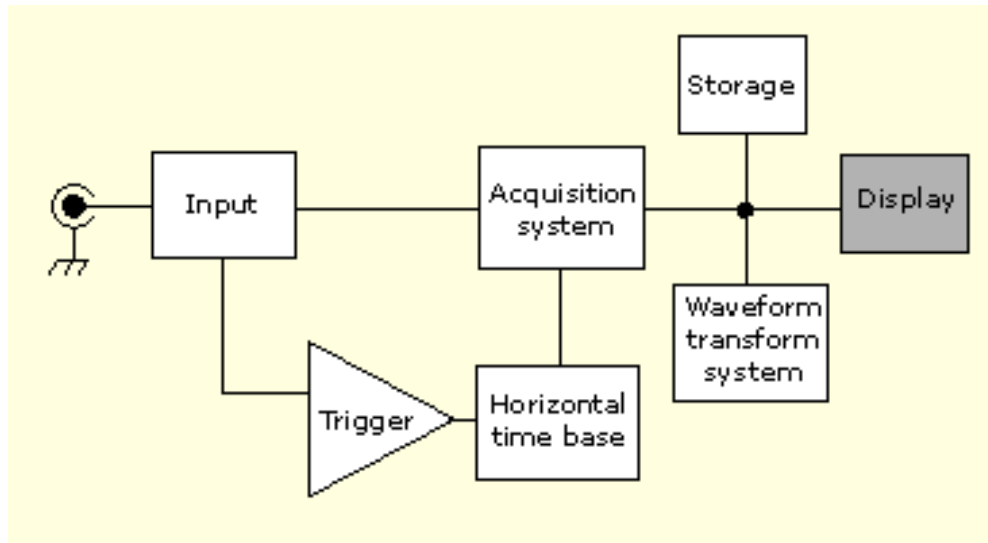 Storage
Input
Acquisition
system
Display
Waveform
transform
system
Trigger
Horizontal
time base